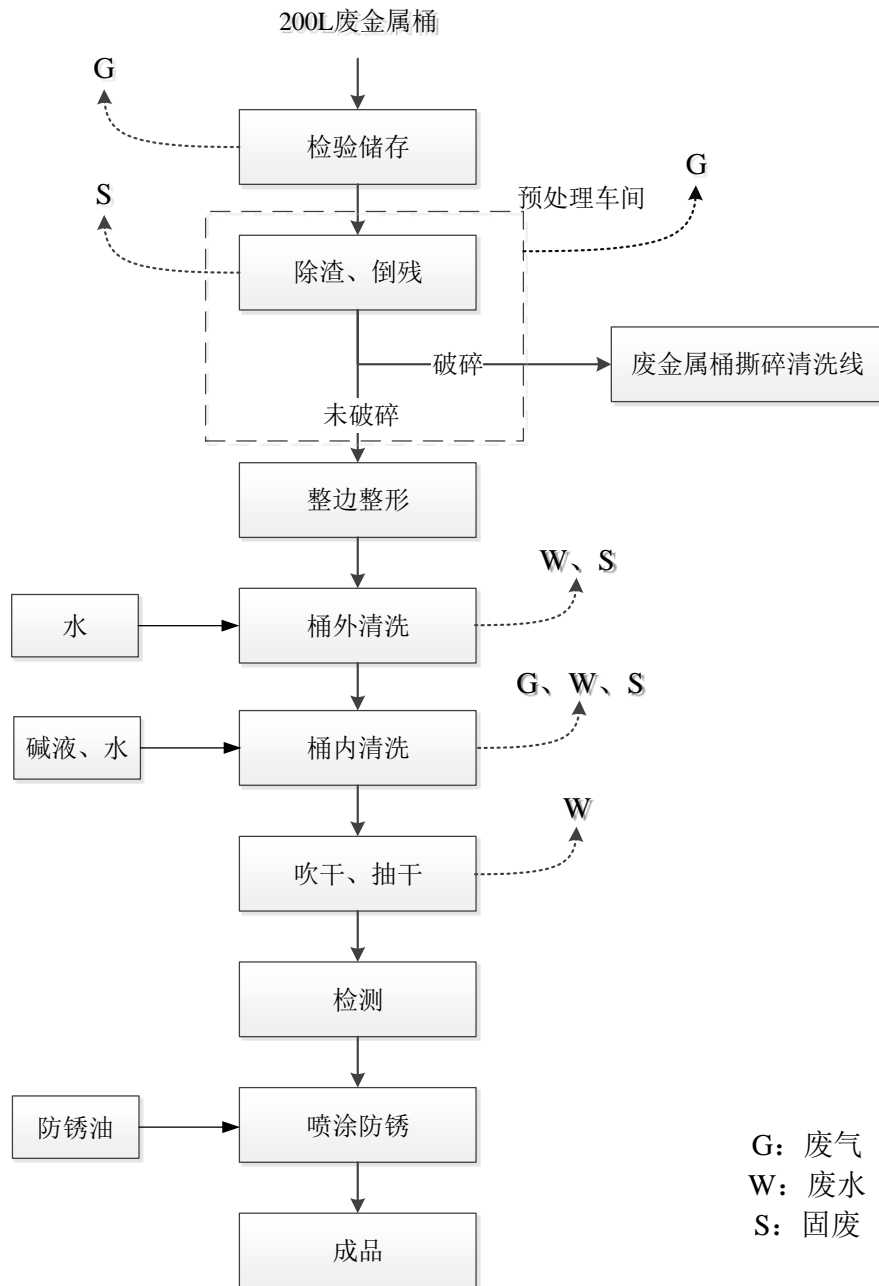 200L废金属桶
G
检验储存
G
S
预处理车间
除渣、倒残
破碎
废金属桶撕碎清洗线
未破碎
整边整形
W、S
水
桶外清洗
G、W、S
碱液、水
桶内清洗
W
吹干、抽干
检测
防锈油
喷涂防锈
G：废气
W：废水
S：固废
成品